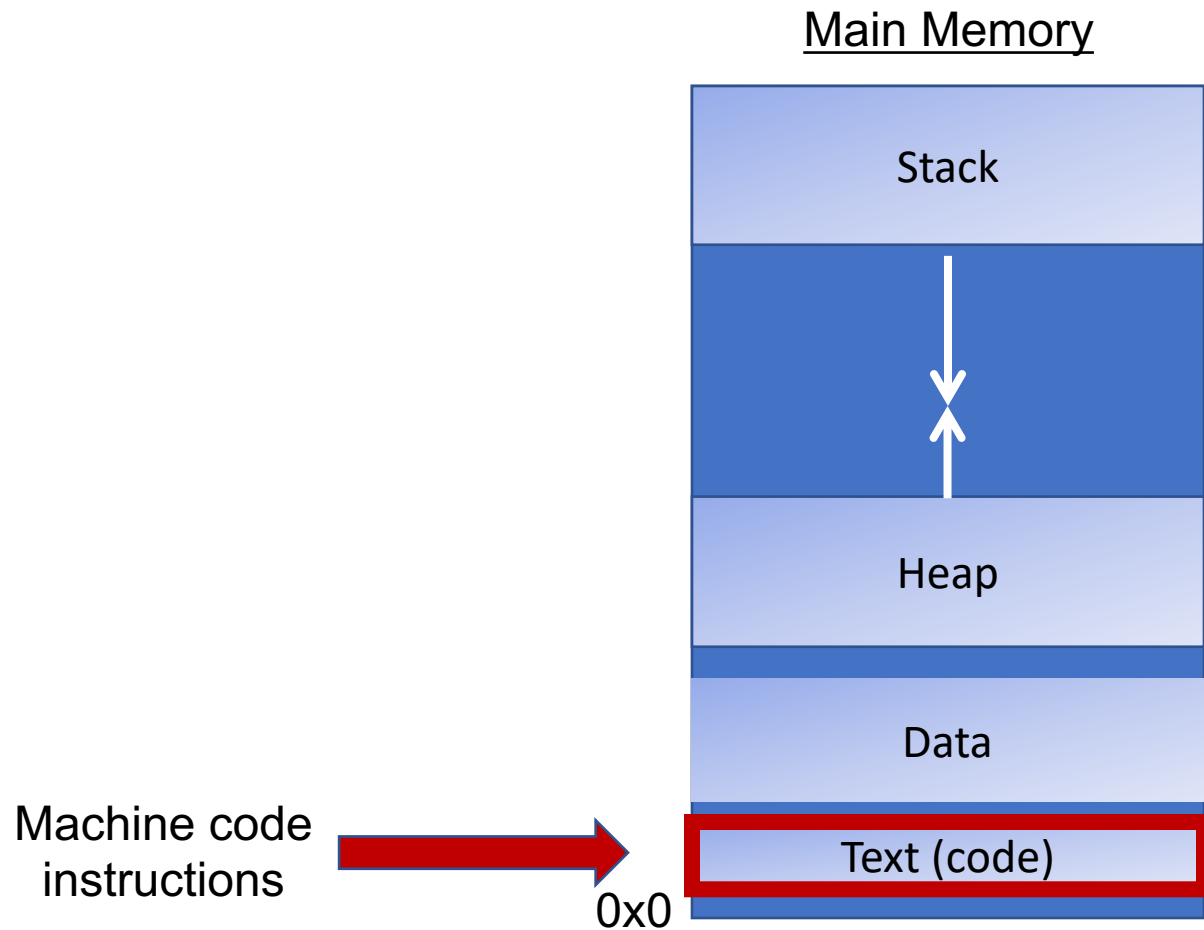 Main Memory
Stack
Heap
Data
Machine code
instructions
Text (code)
0x0